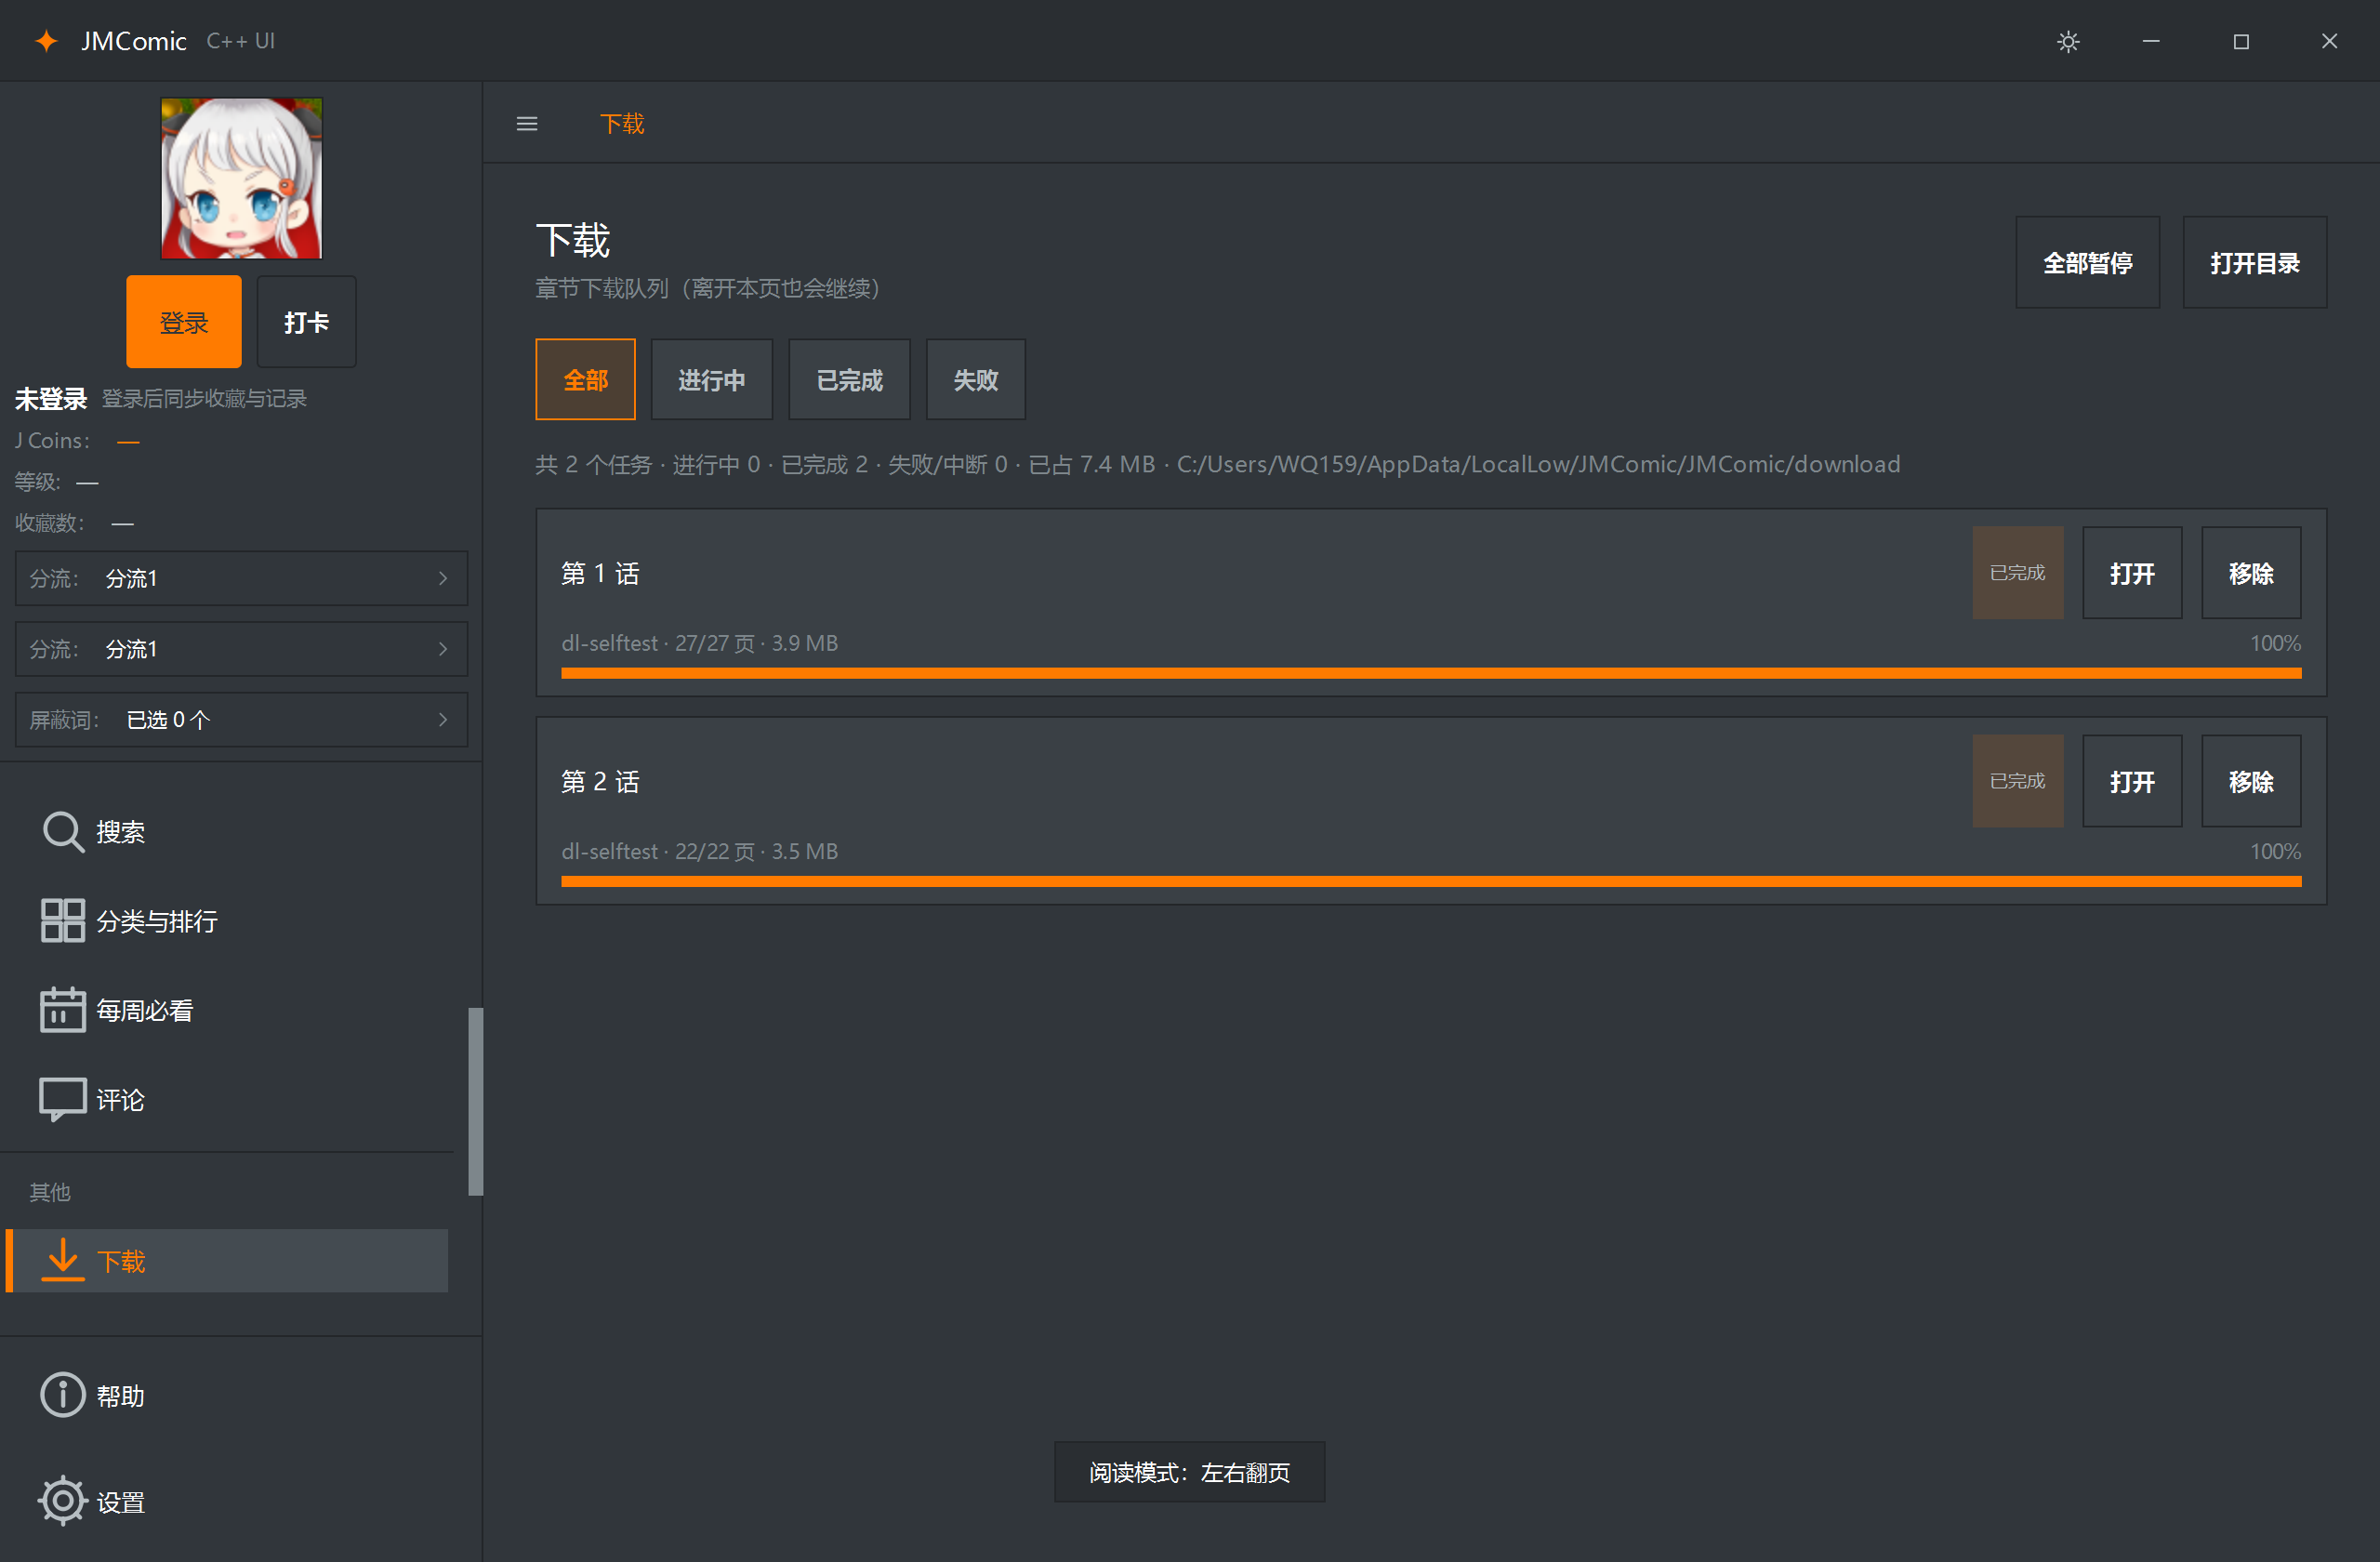 JMComic C++ UI
登录 打卡
未登录 登录后同步收藏与记录
J Coins: —
等级: —
收藏数: —
分流: 分流1
分流: 分流1
屏蔽词: 已选 0 个
搜索
分类与排行
每周必看
评论
其他
下载
帮助
设置
下载
下载
章节下载队列（离开本页也会继续）
全部暂停 打开目录
全部 进行中 已完成 失败
共 2 个任务 · 进行中 0 · 已完成 2 · 失败/中断 0 · 已占 7.4 MB · C:/Users/WQ159/AppData/LocalLow/JMComic/JMComic/download
第 1 话
已完成 打开 移除
dl-selftest · 27/27 页 · 3.9 MB 100%
第 2 话
已完成 打开 移除
dl-selftest · 22/22 页 · 3.5 MB 100%
阅读模式：左右翻页